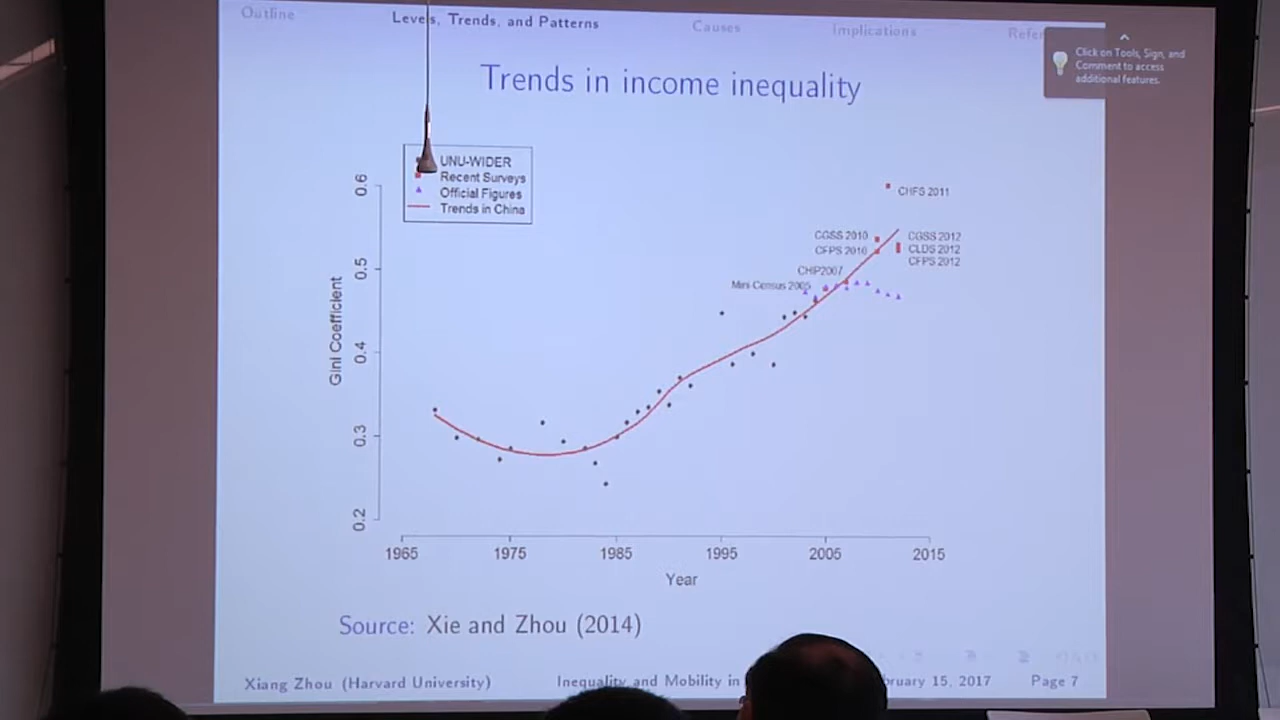 Outline Levels, Trends, and Patterns Causes Implications
Click on Tools, Sign, and
Comment to access
additional features.
Trends in income inequality
UNU-WIDER
Recent Surveys
Official Figures
Trends in China
CHFS 2011
CGSS 2010
CFPS 2010
CGSS 2012
CLDS 2012
CFPS 2012
CHIP2007
Mini Census 2005
Gini Coefficient
0.6
0.5
0.4
0.3
0.2
1965 1975 1985 1995 2005 2015
Year
Source: Xie and Zhou (2014)
Xiang Zhou (Harvard University) Inequality and Mobility in 15, 2017 Page 7